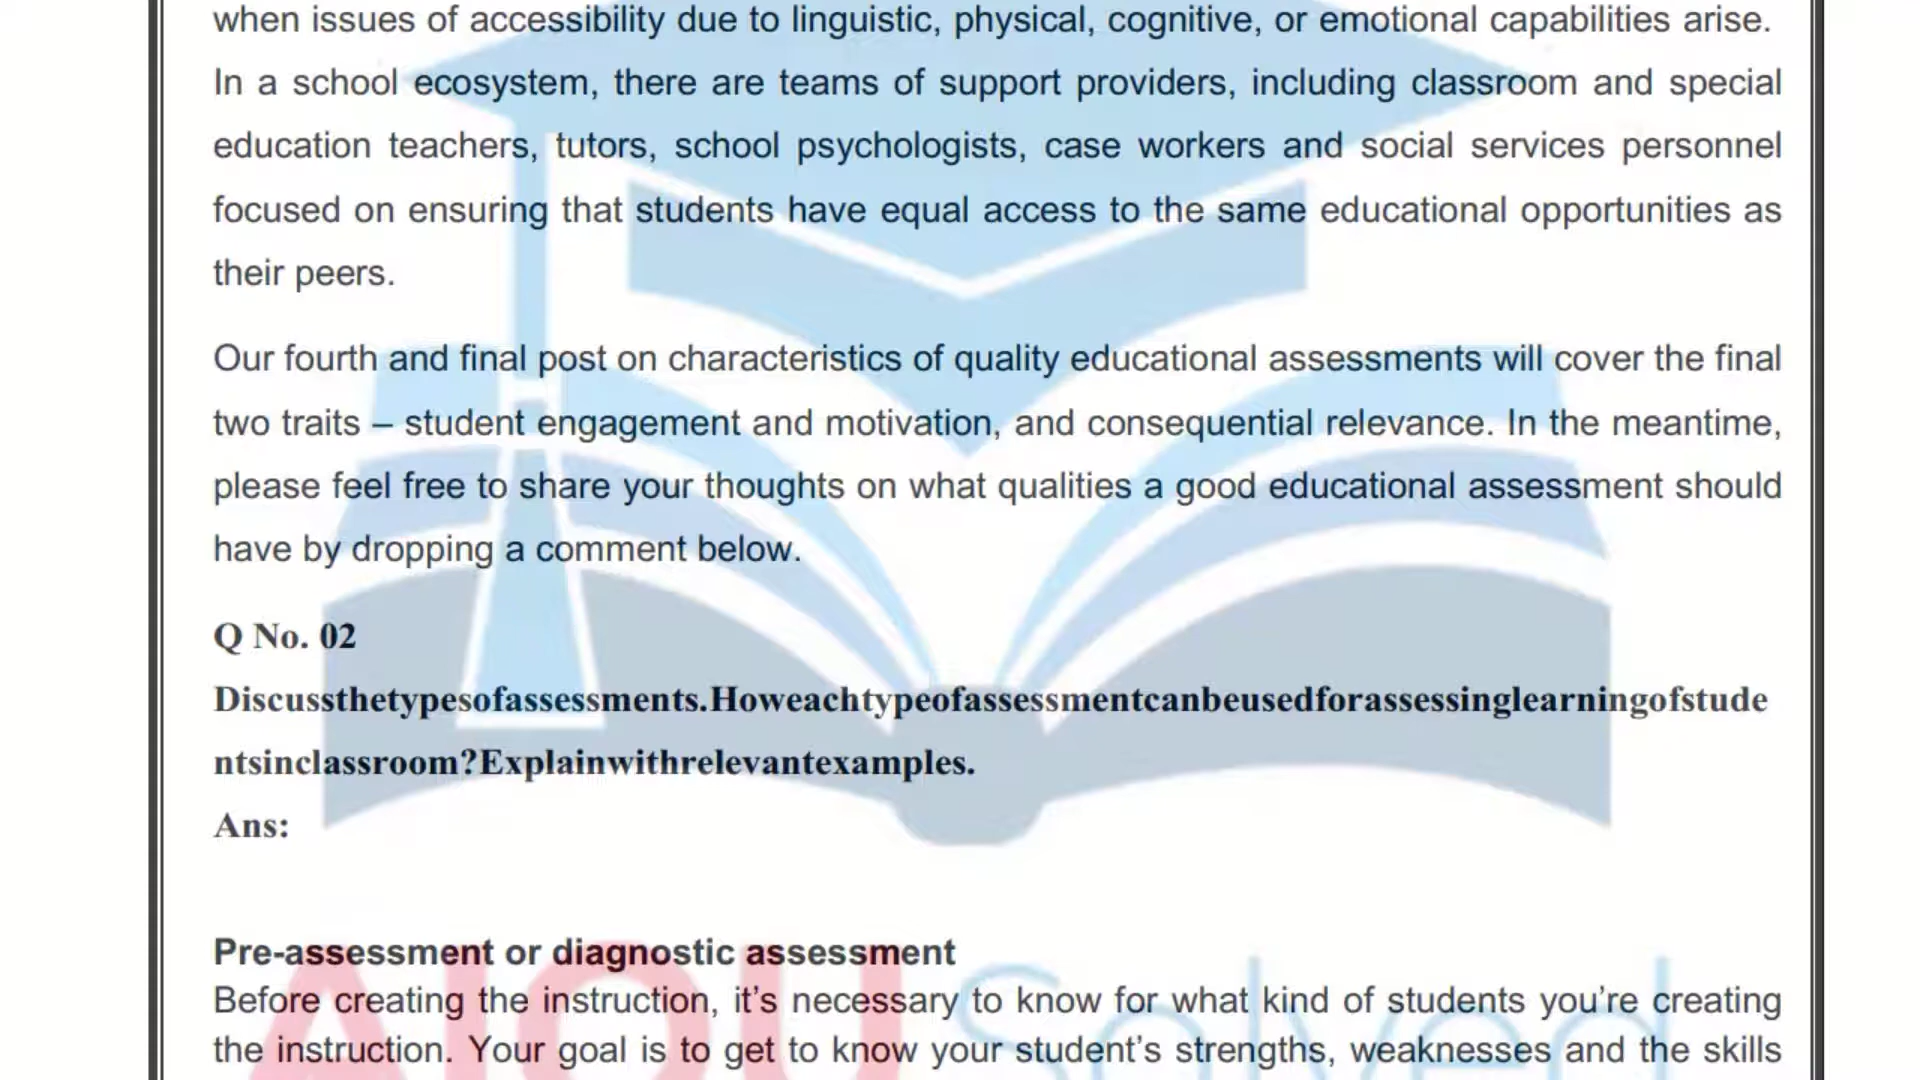 when issues of accessibility due to linguistic, physical, cognitive, or emotional capabilities arise.
In a school ecosystem, there are teams of support providers, including classroom and special
education teachers, tutors, school psychologists, case workers and social services personnel
focused on ensuring that students have equal access to the same educational opportunities as
their peers.
Our fourth and final post on characteristics of quality educational assessments will cover the final
two traits – student engagement and motivation, and consequential relevance. In the meantime,
please feel free to share your thoughts on what qualities a good educational assessment should
have by dropping a comment below.
Q No. 02
Discussthetypesofassessments.Howeachtypeofassessmentcanbeusedforassessinglearningofstude
ntsinclassroom?Explainwithrelevantexamples.
Ans:
Pre-assessment or diagnostic assessment
Before creating the instruction, it’s necessary to know for what kind of students you’re creating
the instruction. Your goal is to get to know your student’s strengths, weaknesses and the skills
AIOU Solved